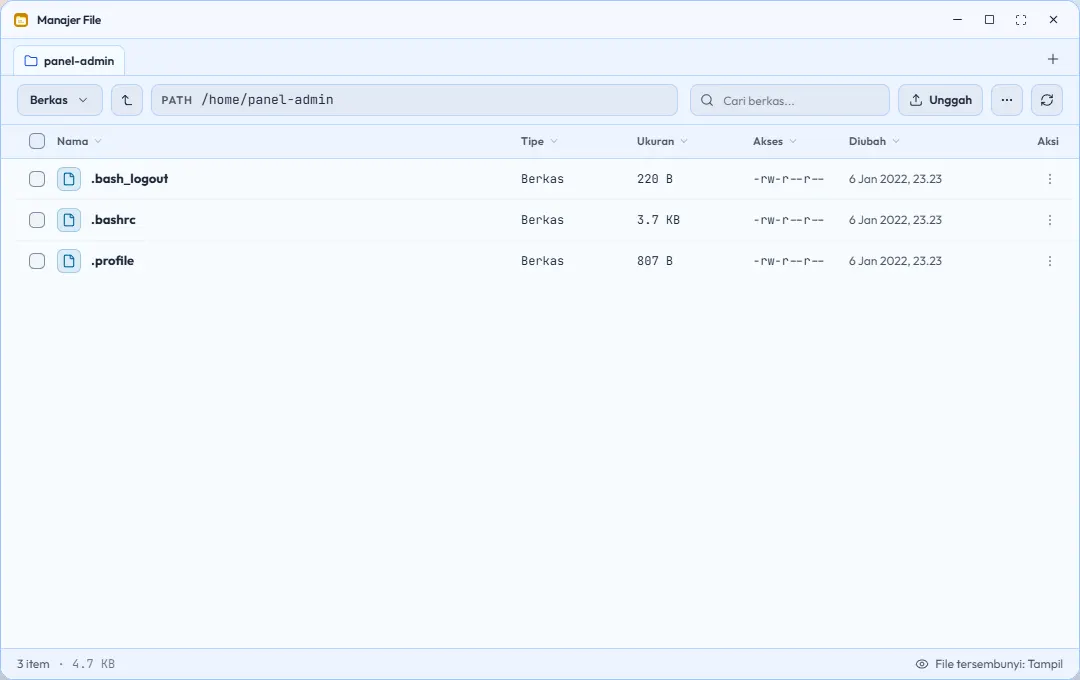 Manajer File
panel-admin
Berkas PATH /home/panel-admin Cari berkas... Unggah
Nama Tipe Ukuran Akses Diubah Aksi
.bash_logout Berkas 220 B -rw-r--r-- 6 Jan 2022, 23.23
.bashrc Berkas 3.7 KB -rw-r--r-- 6 Jan 2022, 23.23
.profile Berkas 807 B -rw-r--r-- 6 Jan 2022, 23.23
3 item · 4.7 KB File tersembunyi: Tampil